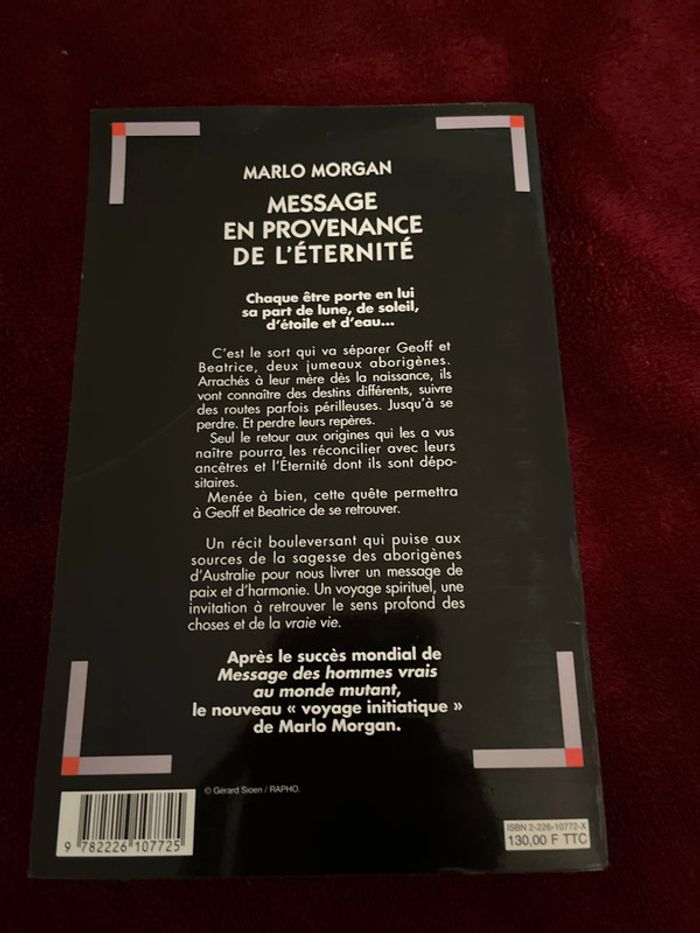 MARLO MORGAN
MESSAGE
EN PROVENANCE
DE L'ÉTERNITÉ
Chaque être porte en lui
sa part de lune, de soleil,
d'étoile et d'eau...
C'est le sort qui va séparer Geoff et
Beatrice, deux jumeaux aborigènes.
Arrachés à leur mère dès la naissance, ils
vont connaître des destins différents, suivre
des routes parfois périlleuses. Jusqu'à se
perdre. Et perdre leurs repères.
Seul le retour aux origines qui les a vus
naître pourra les réconcilier avec leurs
ancêtres et l'Éternité dont ils sont dépo-
sitaires.
Menée à bien, cette quête permettra
à Geoff et Beatrice de se retrouver.
Un récit bouleversant qui puise aux
sources de la sagesse des aborigènes
d'Australie pour nous livrer un message de
paix et d'harmonie. Un voyage spirituel, une
invitation à retrouver le sens profond des
choses et de la vraie vie.
Après le succès mondial de
Message des hommes vrais
au monde mutant,
le nouveau « voyage initiatique »
de Marlo Morgan.
© Gérard Sioen / RAPHO.
9 782226 107725
ISBN 2-226-10772-X
130,00 F TTC